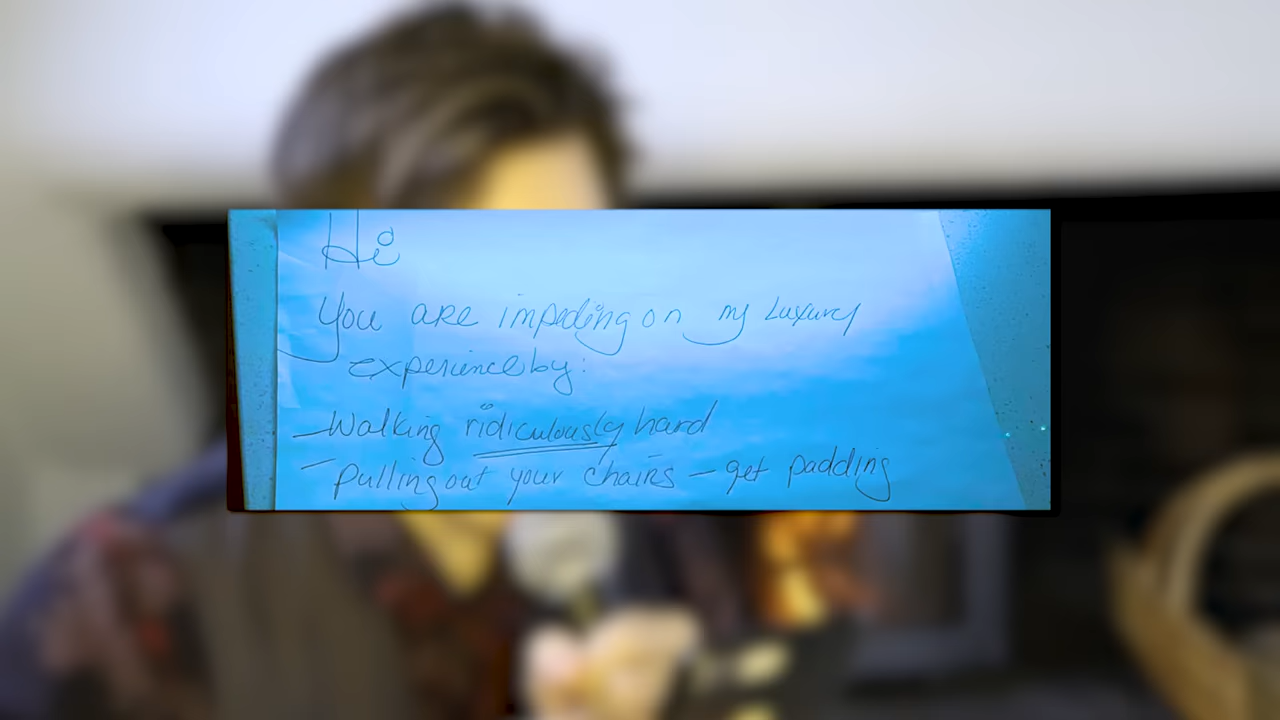 Hi
You are impeding on my Luxury
experience by:
- Walking ridiculously hard
- Pulling out your chairs - get padding